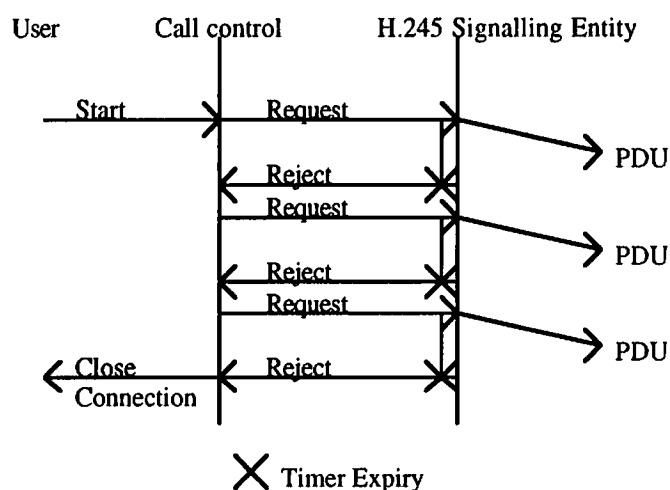 User Call control H.245 Signalling Entity
Start Request
PDU
Reject
Request
PDU
Reject
Request
PDU
Close Reject
Connection
Timer Expiry